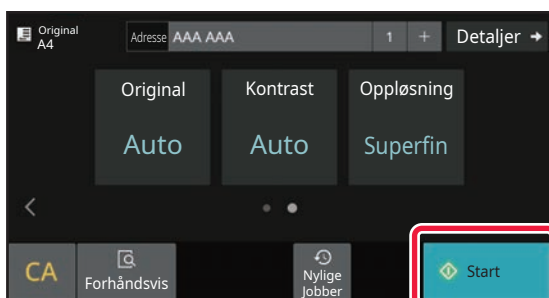 Original
A4
Adresse AAA AAA 1 + Detaljer
Original Kontrast Oppløsning
Auto Auto Superfin
CA Forhåndsvis Nylige
Jobber Start